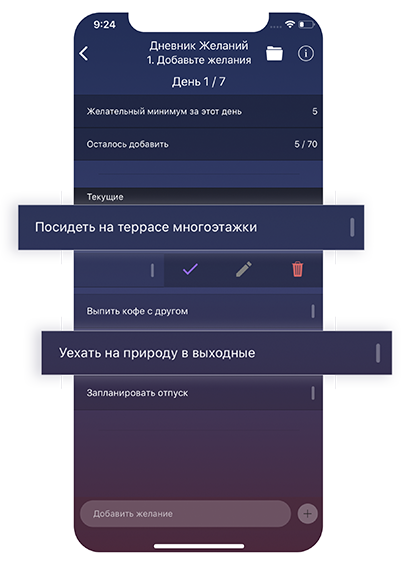 9:24
Дневник Желаний
1. Добавьте желания
День 1 / 7
Желательный минимум за этот день 5
Осталось добавить 5 / 70
Текущие
Посидеть на террасе многоэтажки
Выпить кофе с другом
Уехать на природу в выходные
Запланировать отпуск
Добавить желание